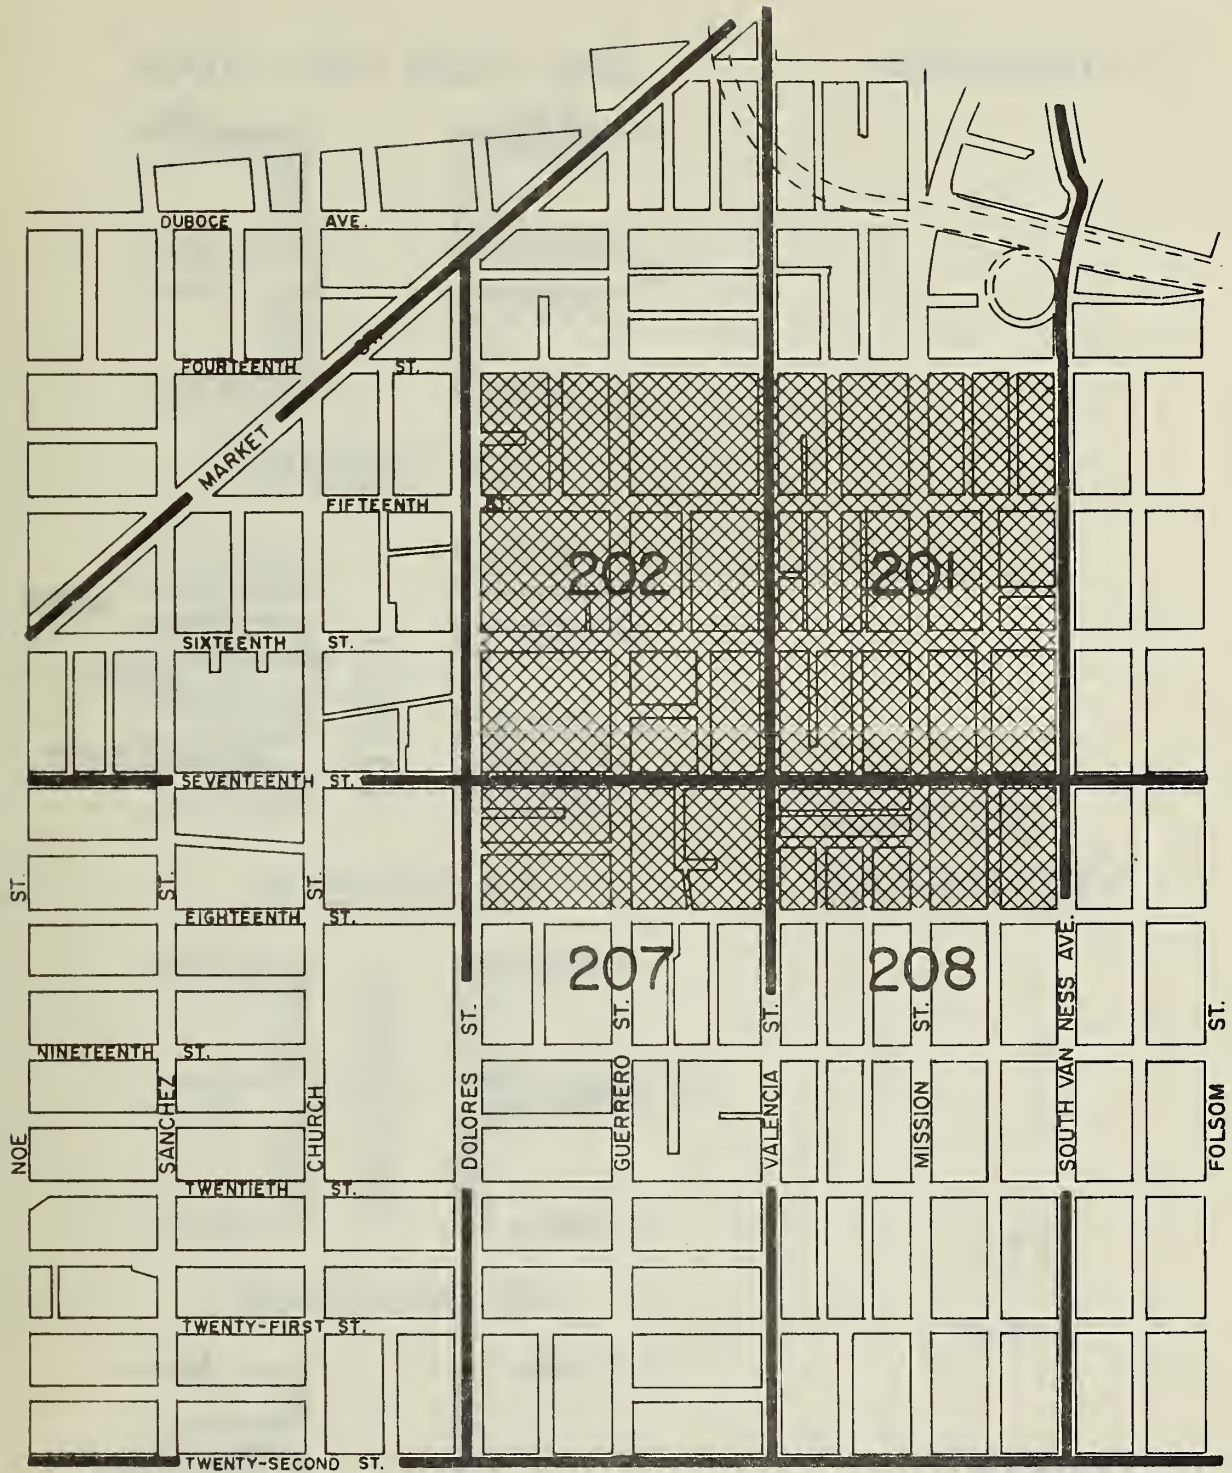 DUBOCE AVE.
FOURTEENTH ST.
ST.
MARKET
FIFTEENTH ST.
202
201
SIXTEENTH ST.
SEVENTEENTH ST.
EIGHTEENTH ST.
207
208
NINETEENTH ST.
NOE ST.
SANCHEZ ST.
CHURCH ST.
DOLORES ST.
GUERRERO ST.
VALENCIA ST.
MISSION ST.
SOUTH VAN NESS AVE.
FOLSOM ST.
TWENTIETH ST.
TWENTY-FIRST ST.
TWENTY-SECOND ST.